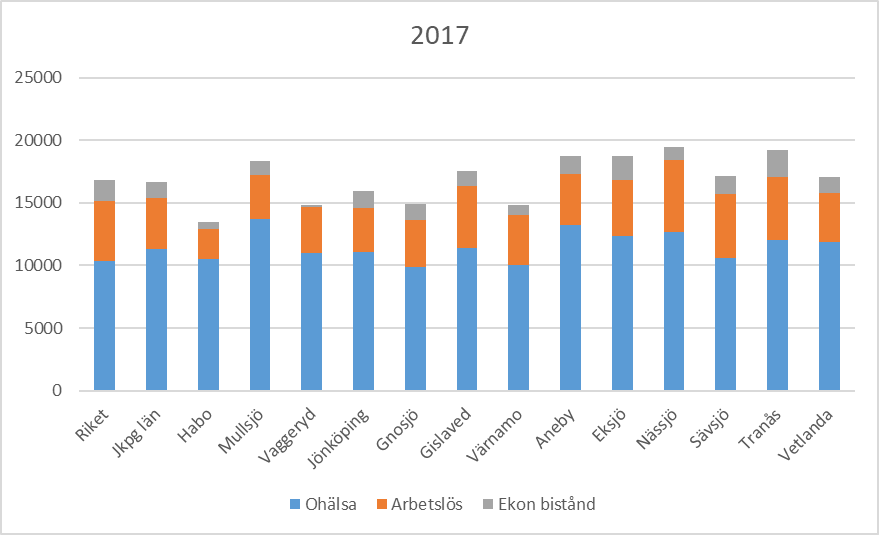 2017
25000
20000
15000
10000
5000
0
Riket
Jkpg län
Habo
Mullsjö
Vaggeryd
Jönköping
Gnosjö
Gislaved
Värnamo
Aneby
Eksjö
Nässjö
Sävsjö
Tranås
Vetlanda
Ohälsa Arbetslös Ekon bistånd